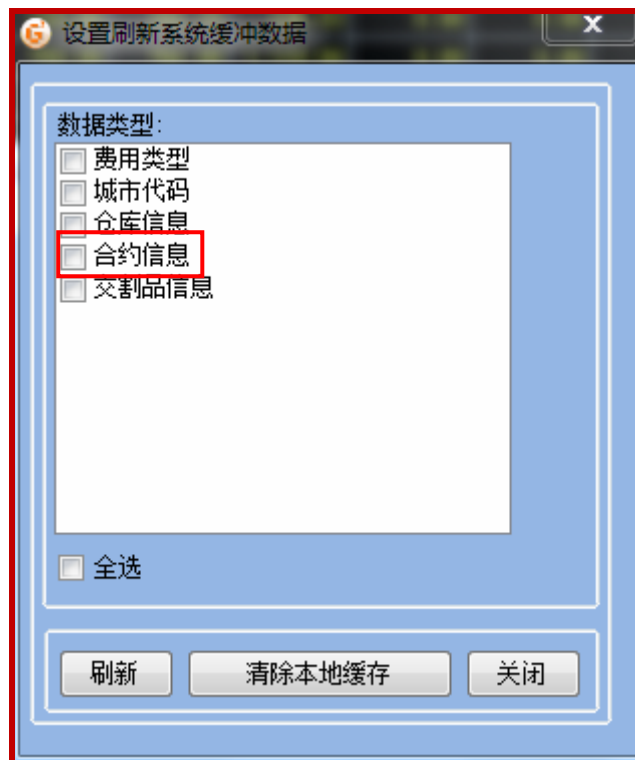 设置刷新系统缓冲数据
数据类型:
费用类型
城市代码
仓库信息
合约信息
交割品信息
全选
刷新
清除本地缓存
关闭